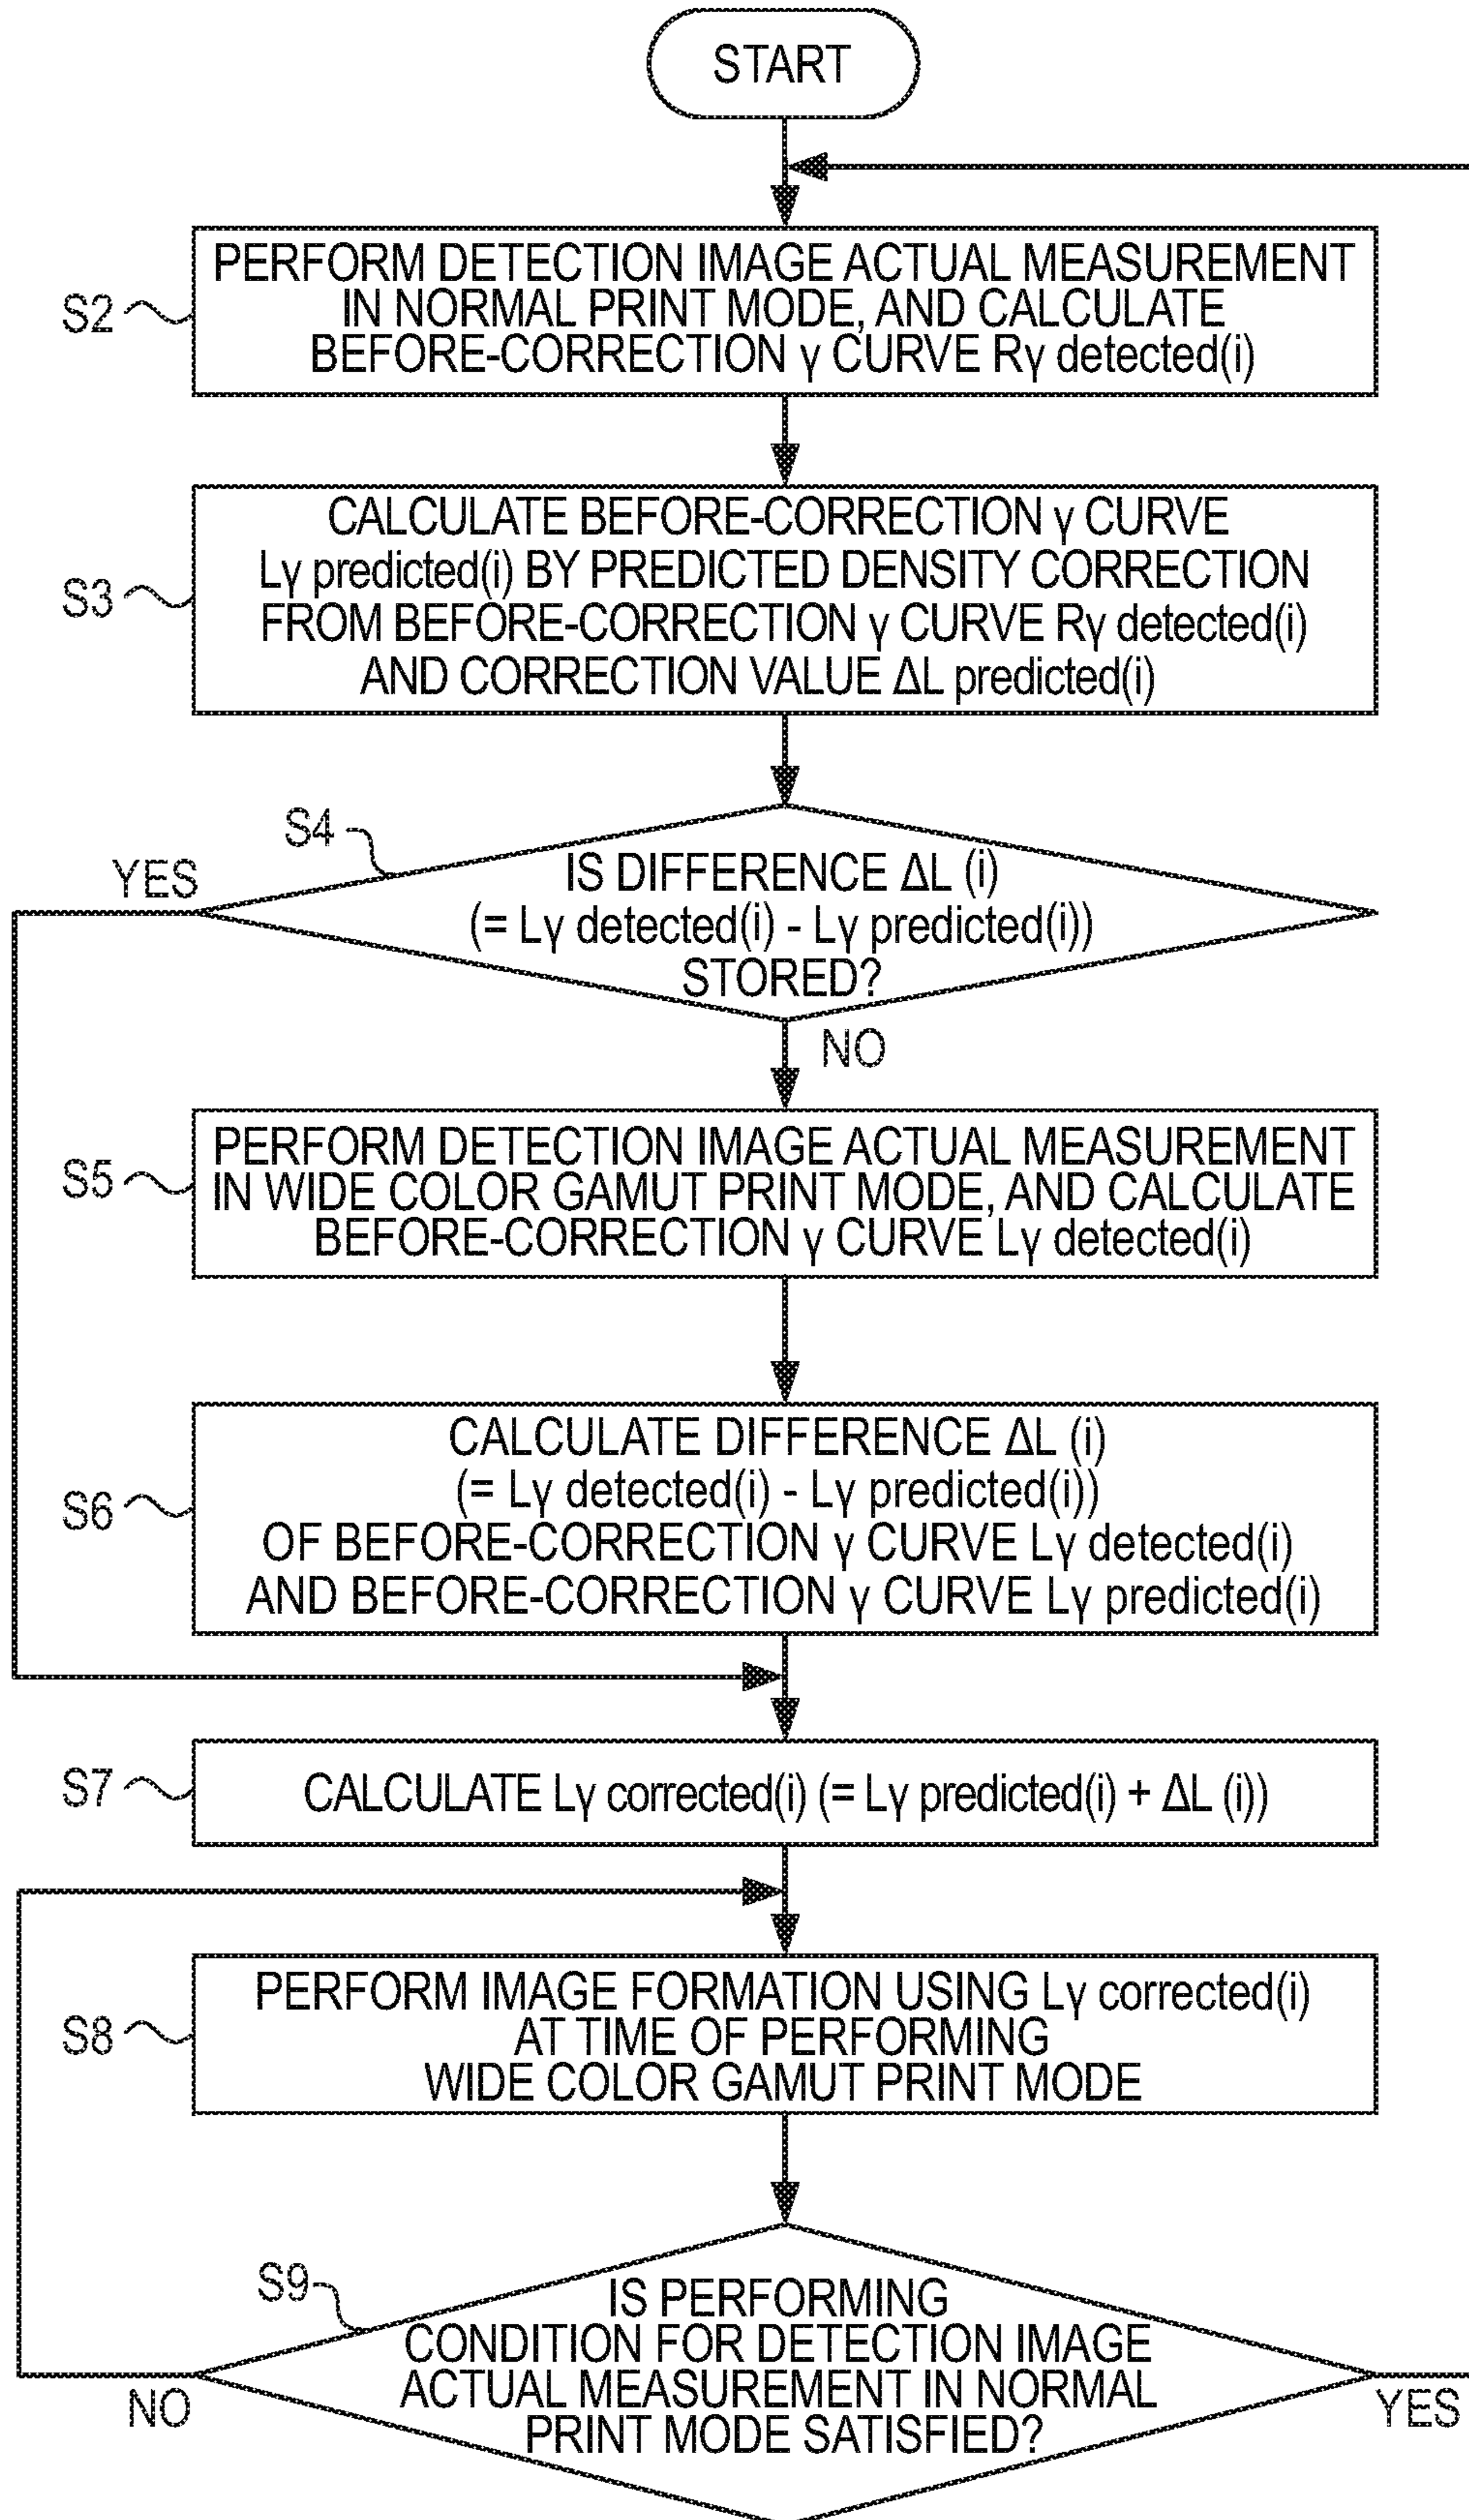 START
S2
PERFORM DETECTION IMAGE ACTUAL MEASUREMENT
IN NORMAL PRINT MODE, AND CALCULATE
BEFORE-CORRECTION γ CURVE Rγ detected(i)
S3
CALCULATE BEFORE-CORRECTION γ CURVE
Lγ predicted(i) BY PREDICTED DENSITY CORRECTION
FROM BEFORE-CORRECTION γ CURVE Rγ detected(i)
AND CORRECTION VALUE ΔL predicted(i)
S4
YES
IS DIFFERENCE ΔL (i)
(= Lγ detected(i) - Lγ predicted(i))
STORED?
NO
S5
PERFORM DETECTION IMAGE ACTUAL MEASUREMENT
IN WIDE COLOR GAMUT PRINT MODE, AND CALCULATE
BEFORE-CORRECTION γ CURVE Lγ detected(i)
S6
CALCULATE DIFFERENCE ΔL (i)
(= Lγ detected(i) - Lγ predicted(i))
OF BEFORE-CORRECTION γ CURVE Lγ detected(i)
AND BEFORE-CORRECTION γ CURVE Lγ predicted(i)
S7
CALCULATE Lγ corrected(i) (= Lγ predicted(i) + ΔL (i))
S8
PERFORM IMAGE FORMATION USING Lγ corrected(i)
AT TIME OF PERFORMING
WIDE COLOR GAMUT PRINT MODE
S9
IS PERFORMING
CONDITION FOR DETECTION IMAGE
ACTUAL MEASUREMENT IN NORMAL
PRINT MODE SATISFIED?
NO
YES